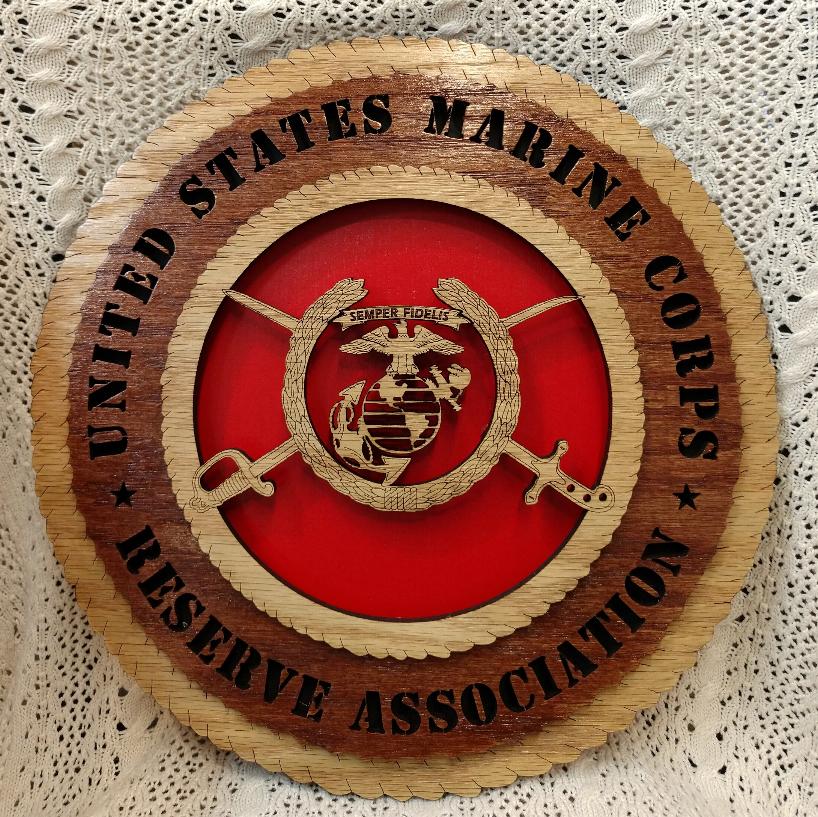 UNITED STATES MARINE CORPS
RESERVE ASSOCIATION
SEMPER FIDELIS